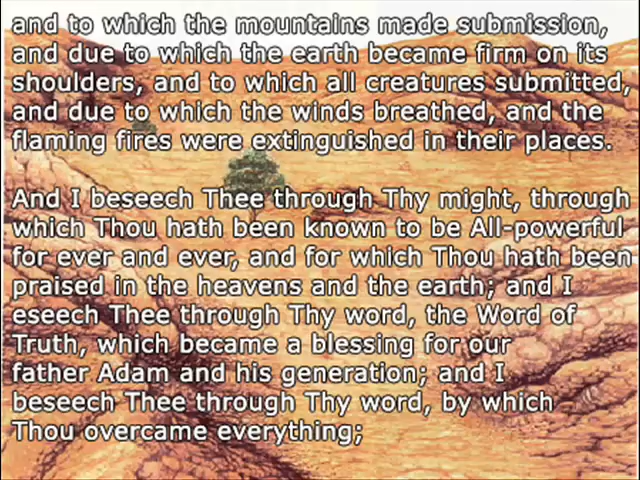 and to which the mountains made submission,
and due to which the earth became firm on its
shoulders, and to which all creatures submitted,
and due to which the winds breathed, and the
flaming fires were extinguished in their places.
And I beseech Thee through Thy might, through
which Thou hath been known to be All-powerful
for ever and ever, and for which Thou hath been
praised in the heavens and the earth; and I
eseech Thee through Thy word, the Word of
Truth, which became a blessing for our
father Adam and his generation; and I
beseech Thee through Thy word, by which
Thou overcame everything;